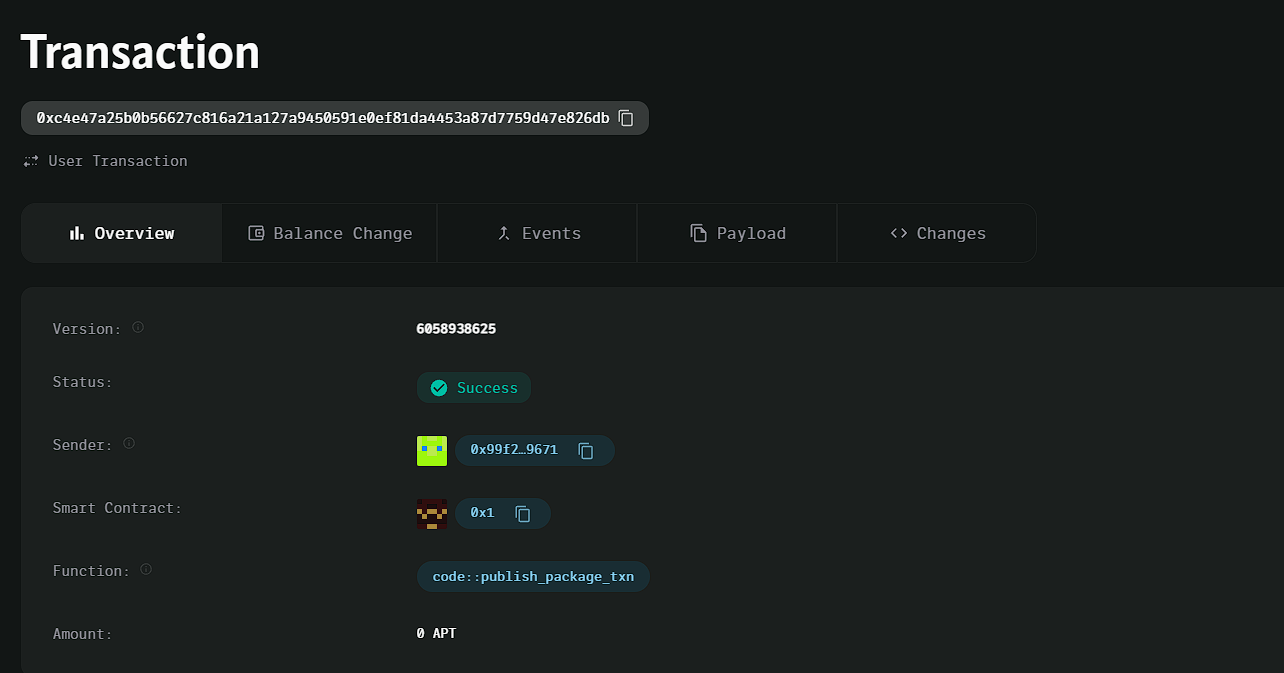 Transaction
0xc4e47a25b0b56627c816a21a127a9450591e0ef81da4453a87d7759d47e826db
User Transaction
Overview
Balance Change
Events
Payload
Changes
Version:
6058938625
Status:
Success
Sender:
0x99f2…9671
Smart Contract:
0x1
Function:
code::publish_package_txn
Amount:
0 APT